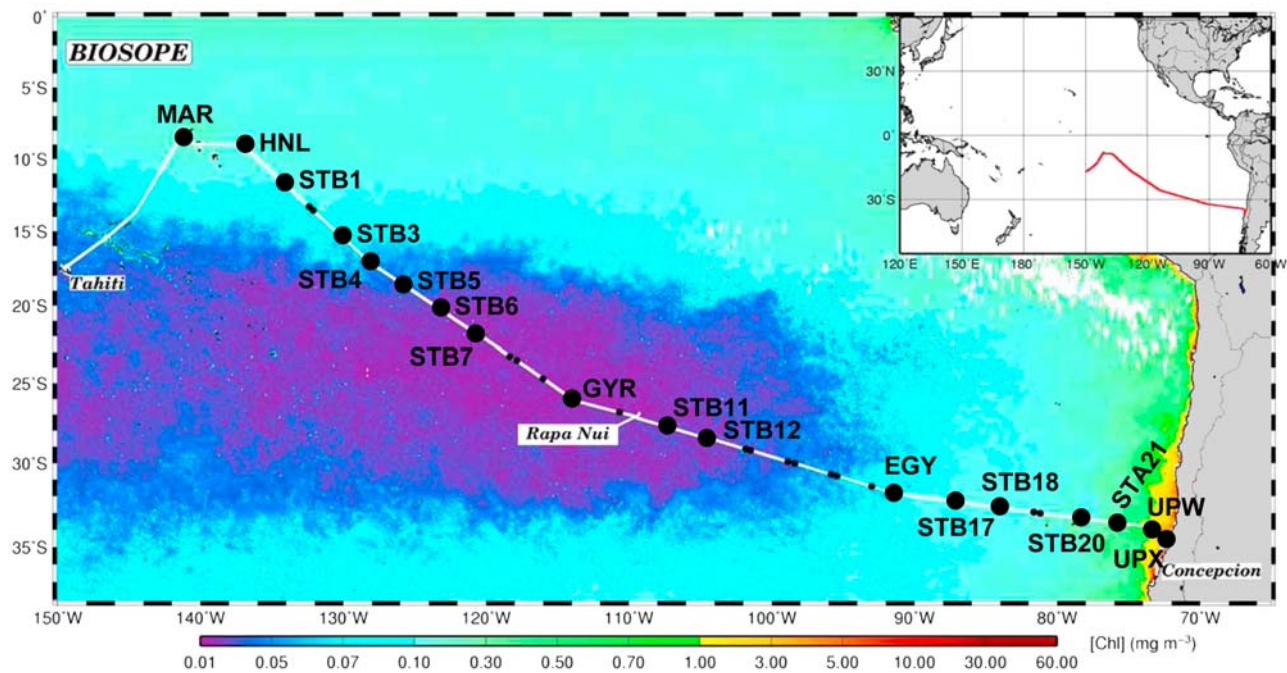 BIOSOPE
0°
5°S
10°S
15°S
20°S
25°S
30°S
35°S
MAR
HNL
STB1
STB3
STB4
STB5
STB6
STB7
Tahiti
GYR
Rapa Nui
STB11
STB12
EGY
STB17
STB18
STB20
STA21
UPW
UPX
Concepcion
30°N
0°
30°S
120°E 150°E 180° 150°W 120°W 90°W 60°W
150°W 140°W 130°W 120°W 110°W 100°W 90°W 80°W 70°W
[Chl] (mg m⁻³)
0.01 0.05 0.07 0.10 0.30 0.50 0.70 1.00 3.00 5.00 10.00 30.00 60.00